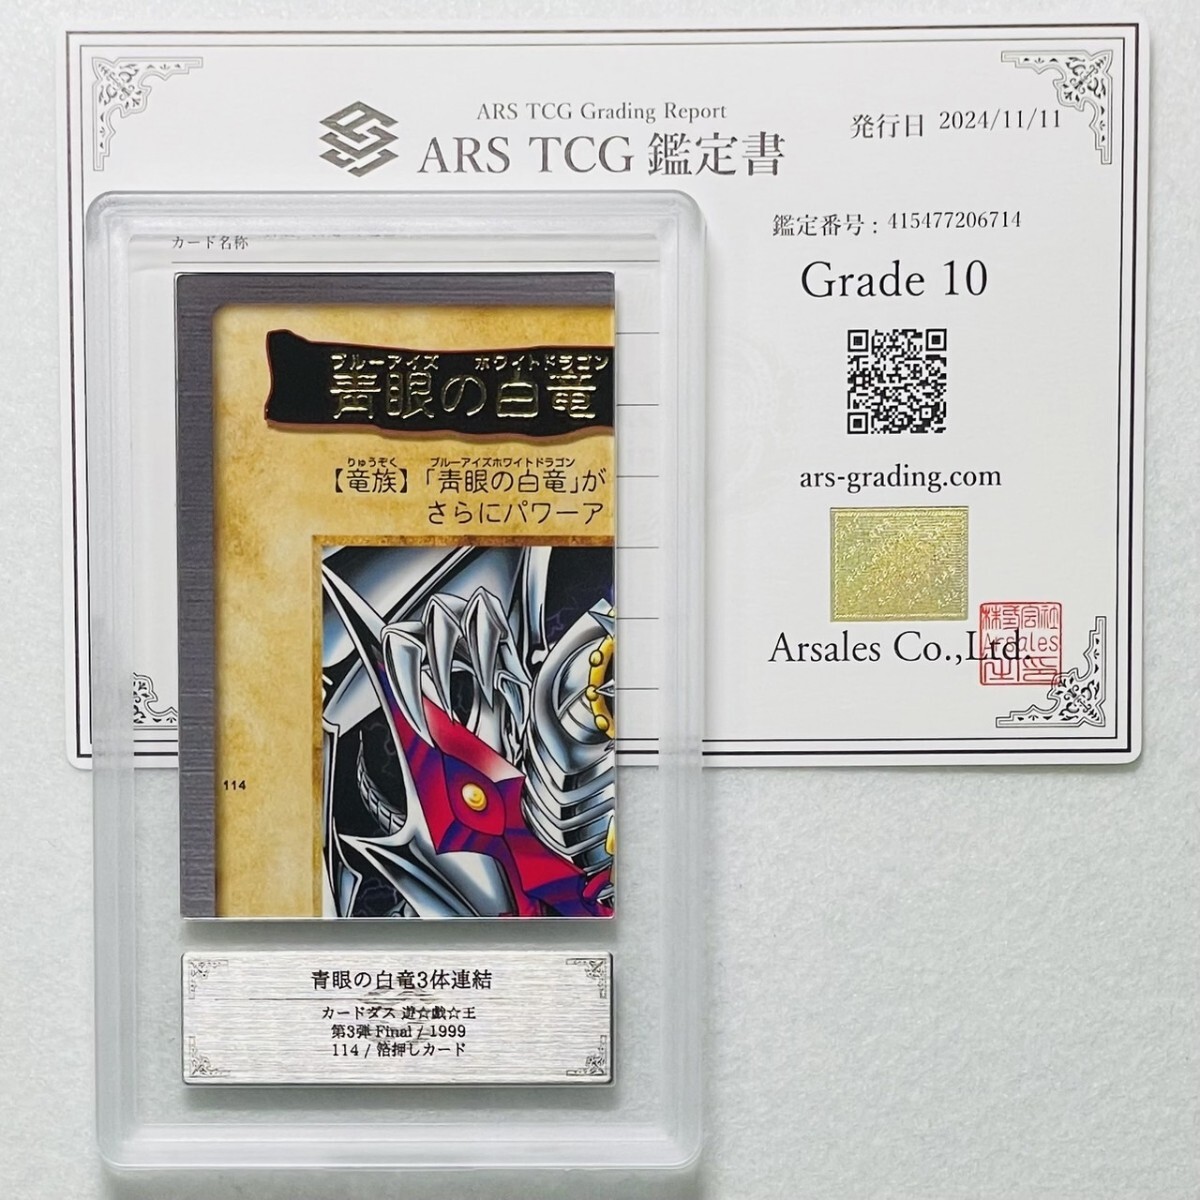 ARS TCG Grading Report
ARS TCG 鑑定書
発行日 2024/11/11
鑑定番号 : 415477206714
Grade 10
ars-grading.com
Arsales Co.,Ltd.
株式会社
Arsales
カード名称
ブルーアイズ ホワイトドラゴン
青眼の白竜
りゅうぞく ブルーアイズホワイトドラゴン
【竜族】「青眼の白竜」が
さらにパワーア
114
青眼の白竜3体連結
カードダス 遊☆戯☆王
第3弾 Final / 1999
114 / 箔押しカード